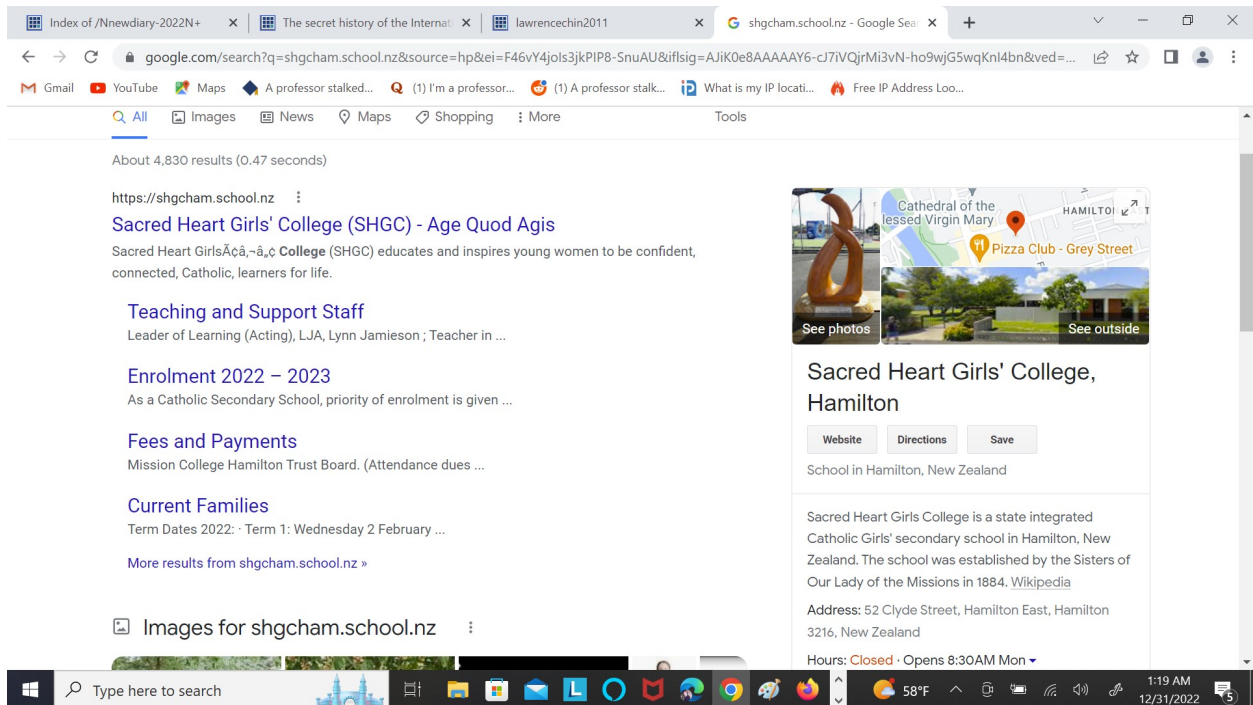 Index of /Nnewdiary-2022N+
The secret history of the Internati
lawrencechin2011
shgcham.school.nz - Google Sear
google.com/search?q=shgcham.school.nz&source=hp&ei=F46vY4joIs3jkPIP8-SnuAU&iflsig=AJiK0e8AAAAAY6-cJ7iVQjrMi3vN-ho9wjG5wqKnI4bn&ved=...
Gmail YouTube Maps A professor stalked... (1) I'm a professor... (1) A professor stalk... What is my IP locati... Free IP Address Loo...
All Images News Maps Shopping More Tools
About 4,830 results (0.47 seconds)
https://shgcham.school.nz
Sacred Heart Girls' College (SHGC) - Age Quod Agis
Sacred Heart GirlsÃ¢â‚¬â„¢ College (SHGC) educates and inspires young women to be confident,
connected, Catholic, learners for life.
Teaching and Support Staff
Leader of Learning (Acting), LJA, Lynn Jamieson ; Teacher in ...
Enrolment 2022 – 2023
As a Catholic Secondary School, priority of enrolment is given ...
Fees and Payments
Mission College Hamilton Trust Board. (Attendance dues ...
Current Families
Term Dates 2022: · Term 1: Wednesday 2 February ...
More results from shgcham.school.nz »
Images for shgcham.school.nz
Cathedral of the
lessed Virgin Mary
HAMILTO
Pizza Club - Grey Street
See photos
See outside
Sacred Heart Girls' College,
Hamilton
Website Directions Save
School in Hamilton, New Zealand
Sacred Heart Girls College is a state integrated
Catholic Girls' secondary school in Hamilton, New
Zealand. The school was established by the Sisters of
Our Lady of the Missions in 1884. Wikipedia
Address: 52 Clyde Street, Hamilton East, Hamilton
3216, New Zealand
Hours: Closed · Opens 8:30AM Mon
Type here to search
58°F
1:19 AM
12/31/2022
5